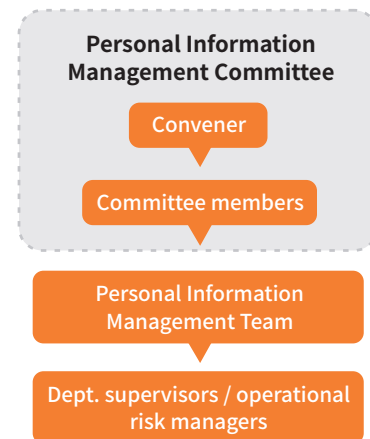 Personal Information
Management Committee
Convener
Committee members
Personal Information
Management Team
Dept. supervisors / operational
risk managers